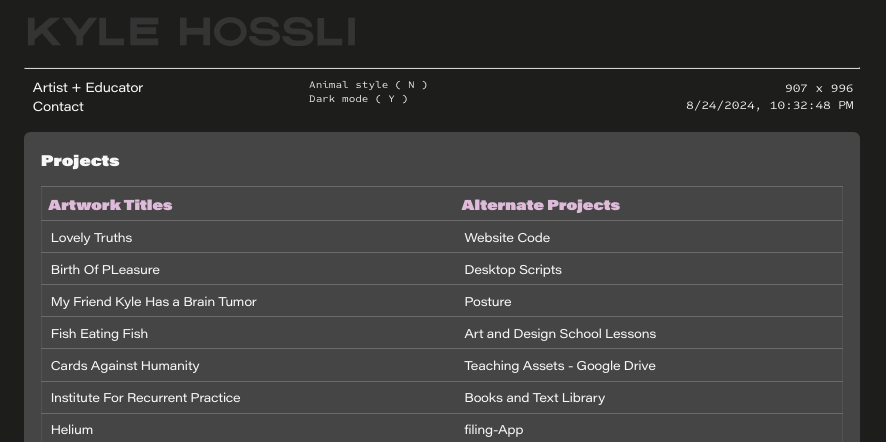 KYLE HOSSLI
Artist + Educator
Contact
Animal style ( N )
Dark mode ( Y )
907 x 996
8/24/2024, 10:32:48 PM
Projects
Artwork Titles Alternate Projects
Lovely Truths Website Code
Birth Of PLeasure Desktop Scripts
My Friend Kyle Has a Brain Tumor Posture
Fish Eating Fish Art and Design School Lessons
Cards Against Humanity Teaching Assets - Google Drive
Institute For Recurrent Practice Books and Text Library
Helium filing-App